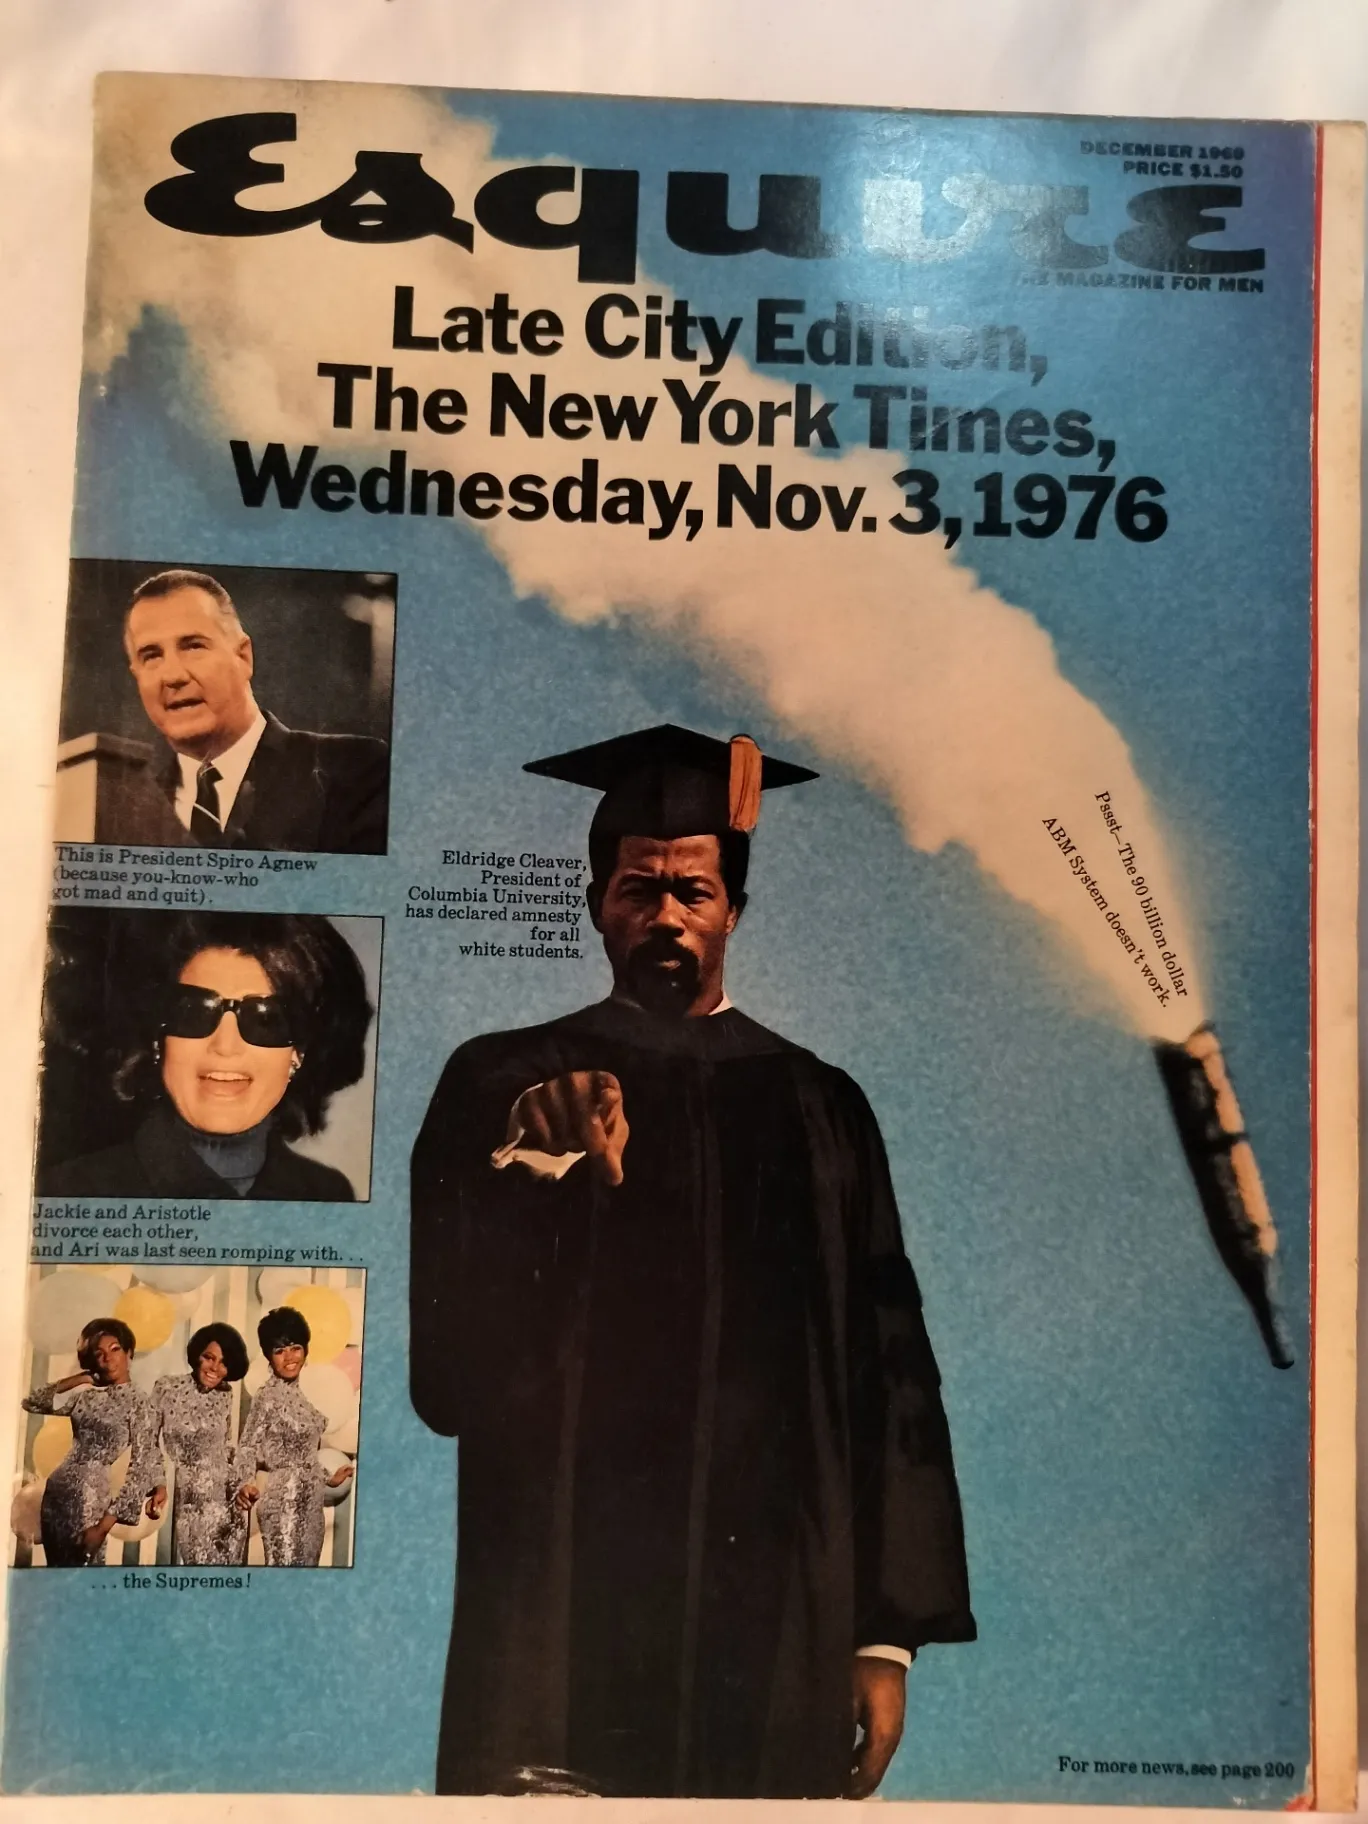 Esquire
DECEMBER 1969
PRICE $1.50
THE MAGAZINE FOR MEN
Late City Edition,
The New York Times,
Wednesday, Nov. 3, 1976
This is President Spiro Agnew
(because you-know-who
got mad and quit).
Eldridge Cleaver,
President of
Columbia University,
has declared amnesty
for all
white students.
Pssst—The 90 billion dollar
ABM System doesn't work.
Jackie and Aristotle
divorce each other,
and Ari was last seen romping with...
...the Supremes!
For more news, see page 200